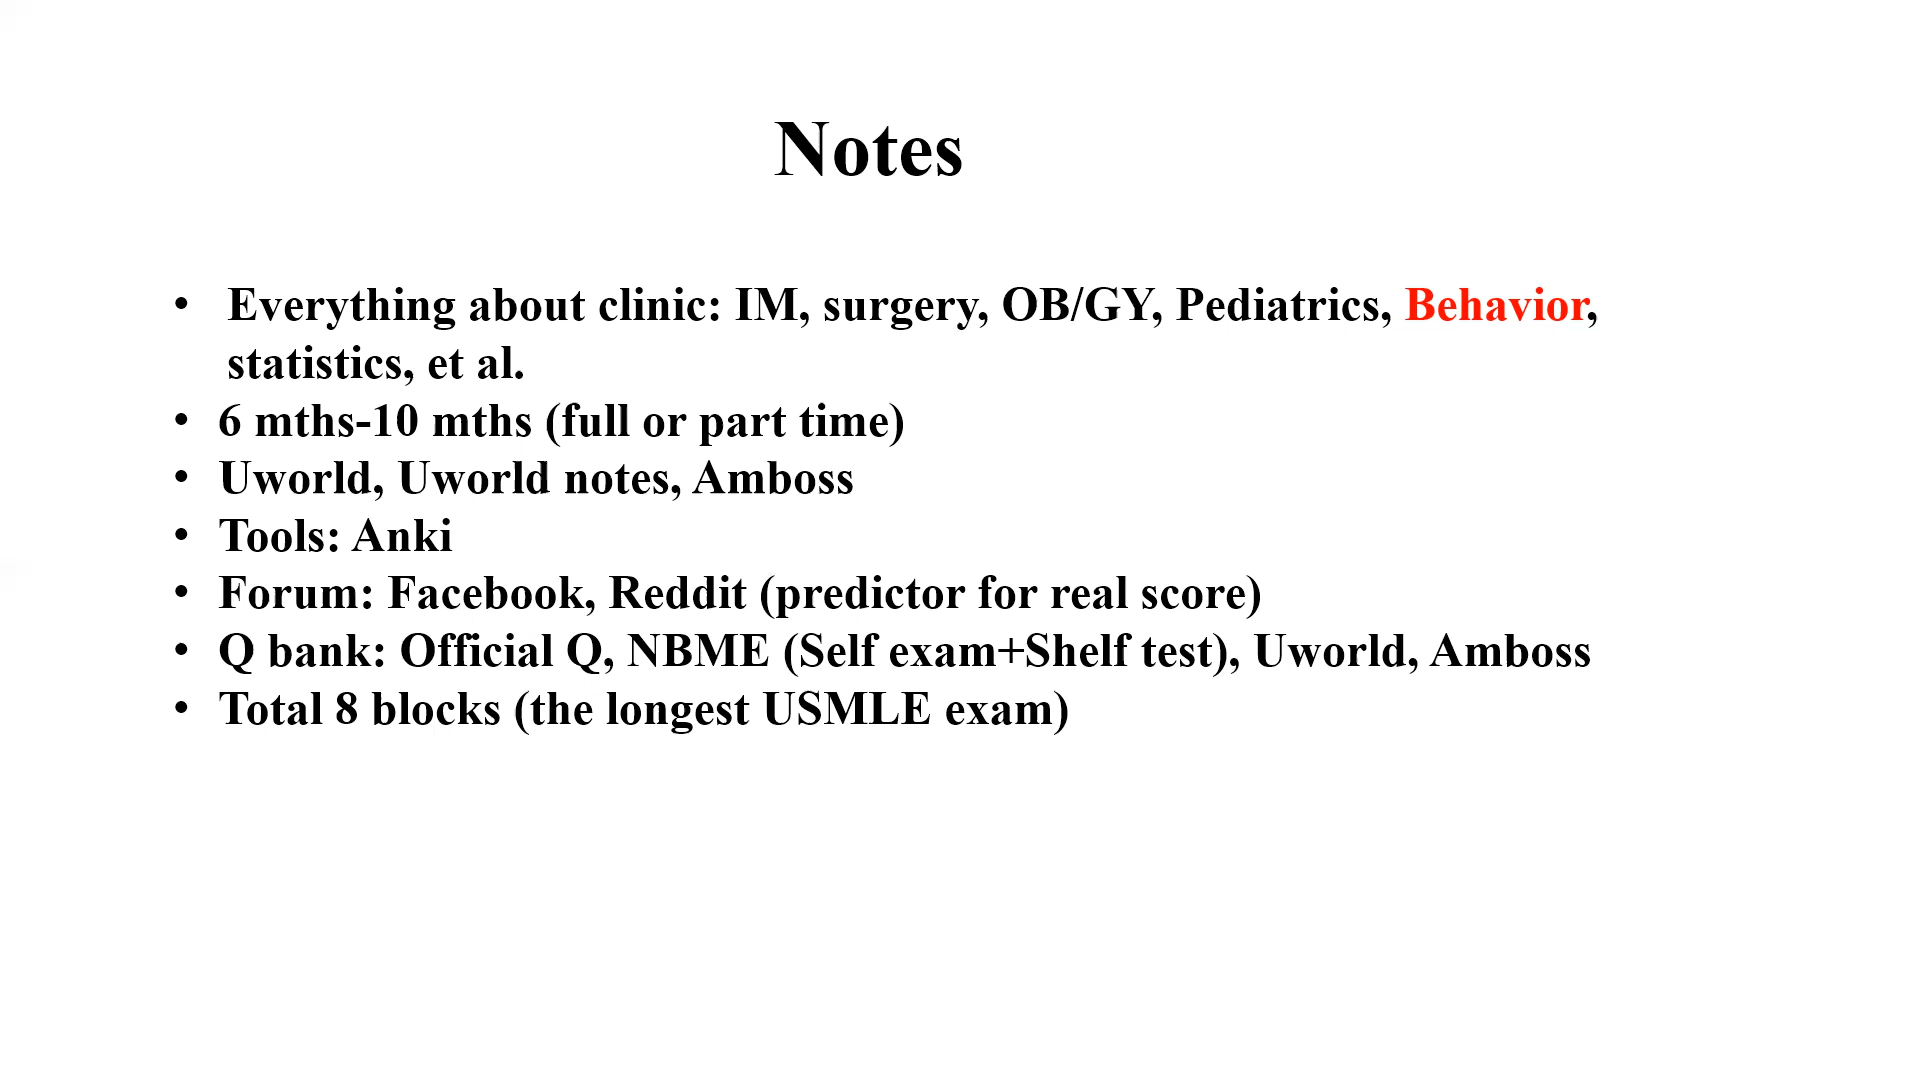 Notes
• Everything about clinic: IM, surgery, OB/GY, Pediatrics, Behavior,
statistics, et al.
• 6 mths-10 mths (full or part time)
• Uworld, Uworld notes, Amboss
• Tools: Anki
• Forum: Facebook, Reddit (predictor for real score)
• Q bank: Official Q, NBME (Self exam+Shelf test), Uworld, Amboss
• Total 8 blocks (the longest USMLE exam)